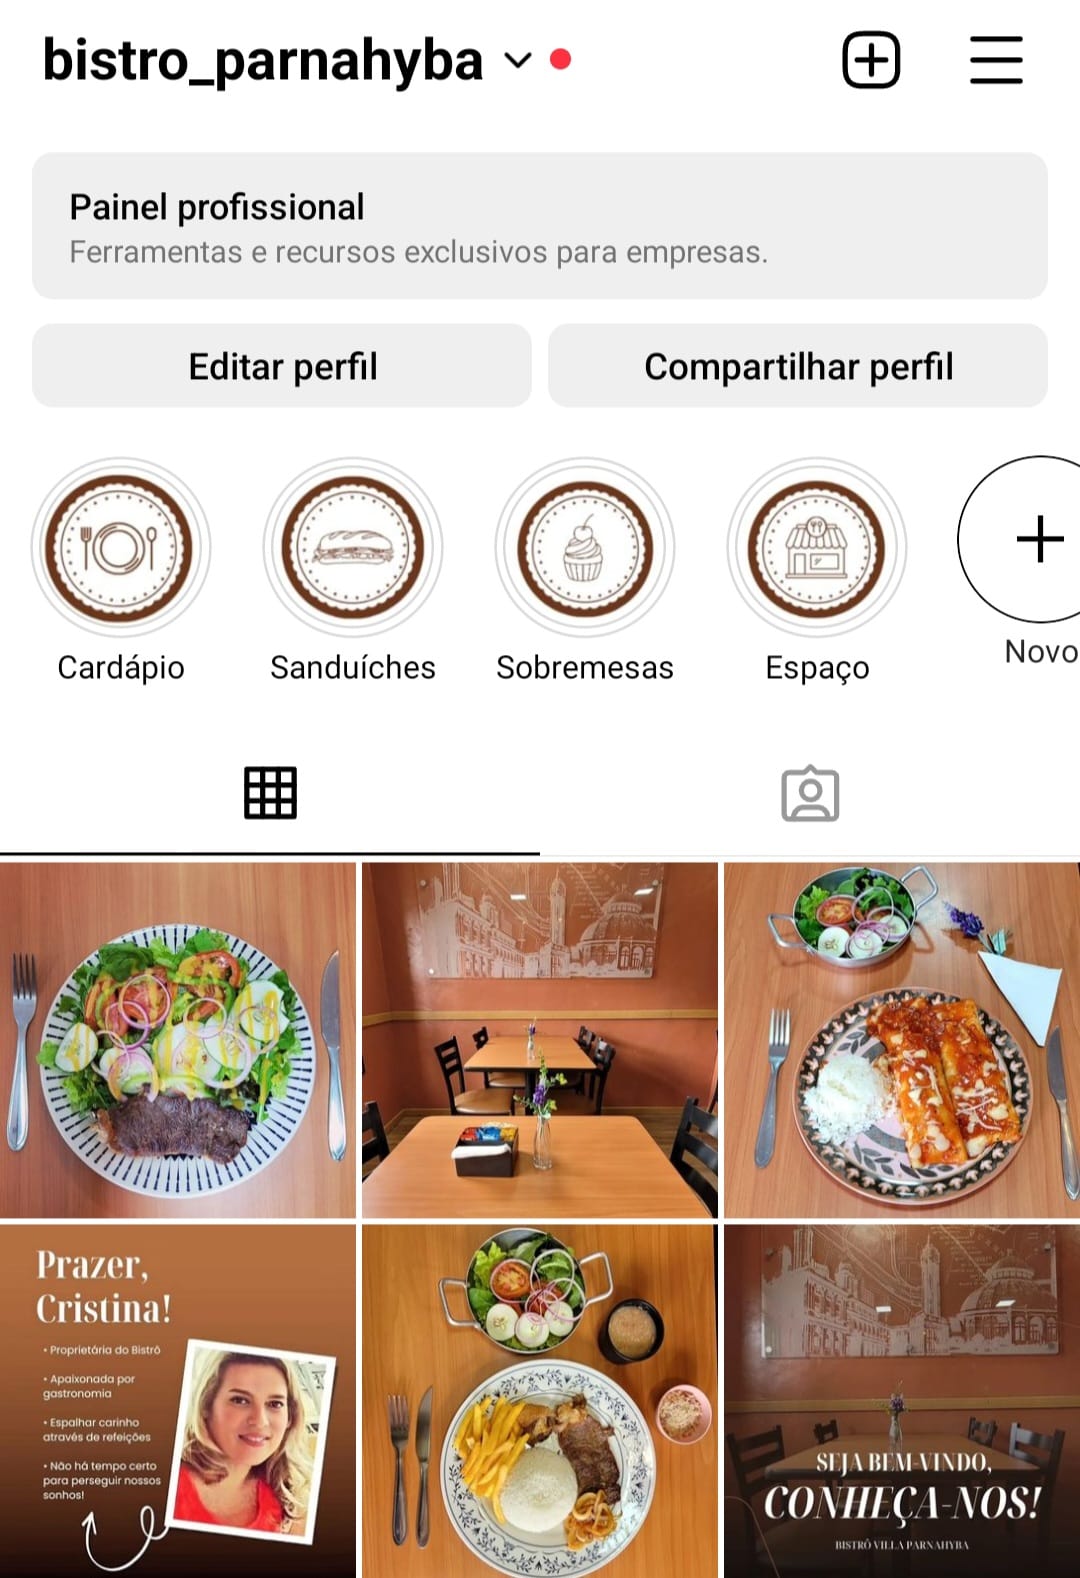 bistro_parnahyba
Painel profissional
Ferramentas e recursos exclusivos para empresas.
Editar perfil
Compartilhar perfil
Cardápio
Sanduíches
Sobremesas
Espaço
Novo
Prazer,
Cristina!
• Proprietária do Bistrô
• Apaixonada por
gastronomia
• Espalhar carinho
através de refeições
• Não há tempo certo
para perseguir nossos
sonhos!
SEJA BEM-VINDO,
CONHEÇA-NOS!
BISTRÔ VILLA PARNAHYBA